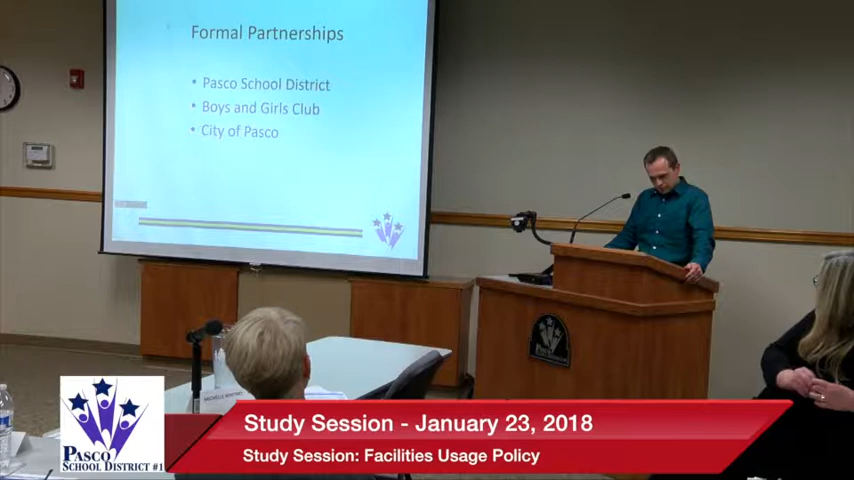 Formal Partnerships
• Pasco School District
• Boys and Girls Club
• City of Pasco
PASCO
SCHOOL DISTRICT #1
Study Session - January 23, 2018
Study Session: Facilities Usage Policy